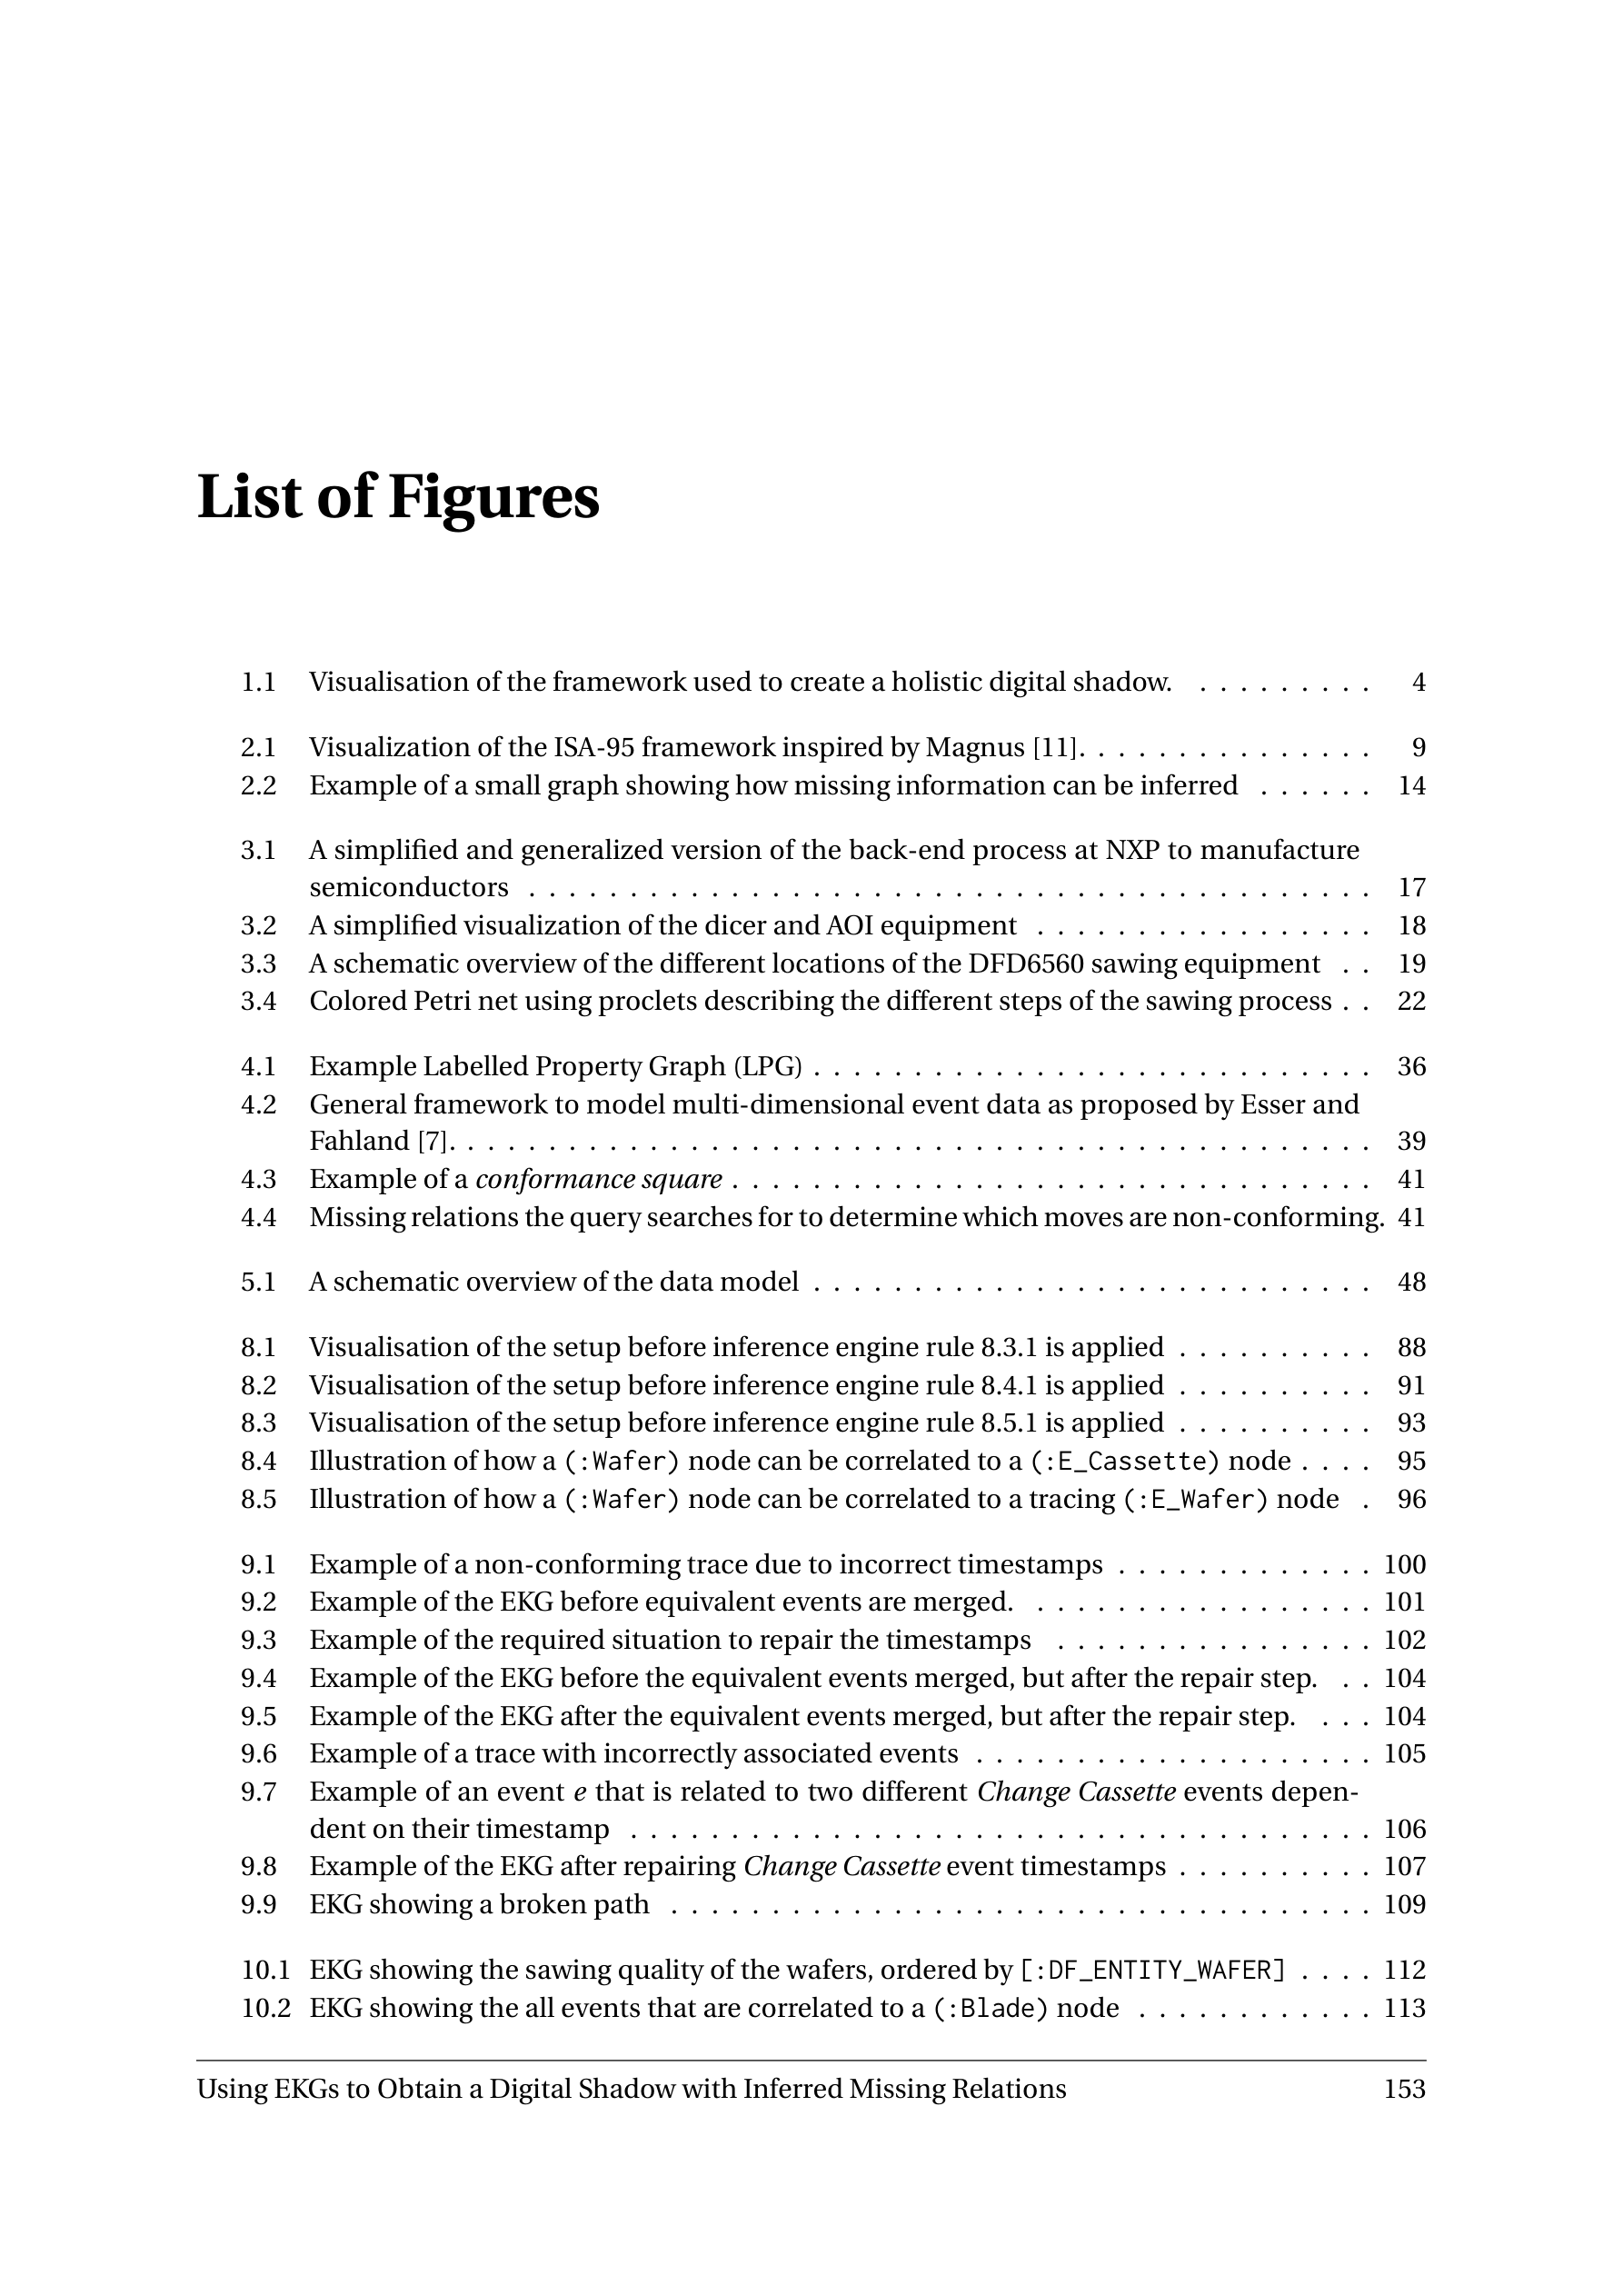 List of Figures
1.1 Visualisation of the framework used to create a holistic digital shadow. . . . . . . . . . 4
2.1 Visualization of the ISA-95 framework inspired by Magnus [11]. . . . . . . . . . . . . . . 9
2.2 Example of a small graph showing how missing information can be inferred . . . . . . 14
3.1 A simplified and generalized version of the back-end process at NXP to manufacture
semiconductors . . . . . . . . . . . . . . . . . . . . . . . . . . . . . . . . . . . . . . . . . . 17
3.2 A simplified visualization of the dicer and AOI equipment . . . . . . . . . . . . . . . . . 18
3.3 A schematic overview of the different locations of the DFD6560 sawing equipment . . 19
3.4 Colored Petri net using proclets describing the different steps of the sawing process . . 22
4.1 Example Labelled Property Graph (LPG) . . . . . . . . . . . . . . . . . . . . . . . . . . . . 36
4.2 General framework to model multi-dimensional event data as proposed by Esser and
Fahland [7]. . . . . . . . . . . . . . . . . . . . . . . . . . . . . . . . . . . . . . . . . . . . . . 39
4.3 Example of a conformance square . . . . . . . . . . . . . . . . . . . . . . . . . . . . . . . . 41
4.4 Missing relations the query searches for to determine which moves are non-conforming. 41
5.1 A schematic overview of the data model . . . . . . . . . . . . . . . . . . . . . . . . . . . . 48
8.1 Visualisation of the setup before inference engine rule 8.3.1 is applied . . . . . . . . . . 88
8.2 Visualisation of the setup before inference engine rule 8.4.1 is applied . . . . . . . . . . 91
8.3 Visualisation of the setup before inference engine rule 8.5.1 is applied . . . . . . . . . . 93
8.4 Illustration of how a (:Wafer) node can be correlated to a (:E_Cassette) node . . . . 95
8.5 Illustration of how a (:Wafer) node can be correlated to a tracing (:E_Wafer) node . 96
9.1 Example of a non-conforming trace due to incorrect timestamps . . . . . . . . . . . . . 100
9.2 Example of the EKG before equivalent events are merged. . . . . . . . . . . . . . . . . . 101
9.3 Example of the required situation to repair the timestamps . . . . . . . . . . . . . . . . 102
9.4 Example of the EKG before the equivalent events merged, but after the repair step. . . 104
9.5 Example of the EKG after the equivalent events merged, but after the repair step. . . . 104
9.6 Example of a trace with incorrectly associated events . . . . . . . . . . . . . . . . . . . . 105
9.7 Example of an event e that is related to two different Change Cassette events depen-
dent on their timestamp . . . . . . . . . . . . . . . . . . . . . . . . . . . . . . . . . . . . . 106
9.8 Example of the EKG after repairing Change Cassette event timestamps . . . . . . . . . . 107
9.9 EKG showing a broken path . . . . . . . . . . . . . . . . . . . . . . . . . . . . . . . . . . . 109
10.1 EKG showing the sawing quality of the wafers, ordered by [:DF_ENTITY_WAFER] . . . . 112
10.2 EKG showing the all events that are correlated to a (:Blade) node . . . . . . . . . . . . 113
Using EKGs to Obtain a Digital Shadow with Inferred Missing Relations 153